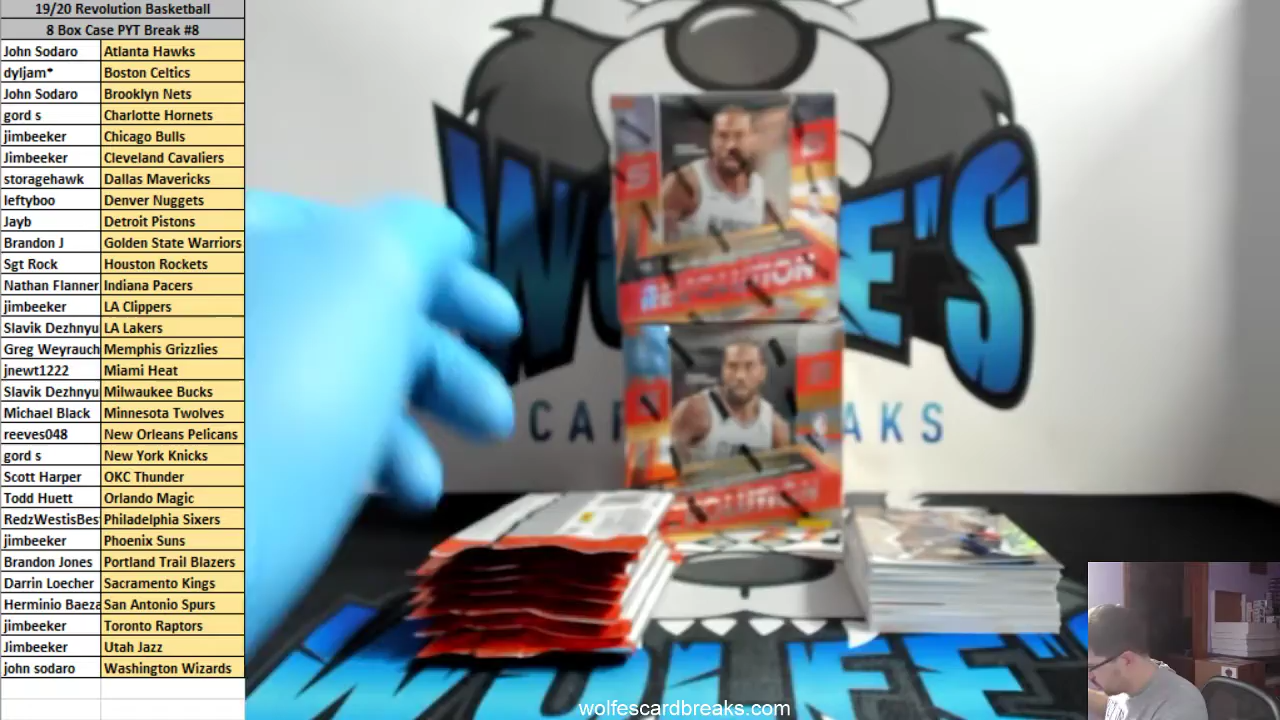 19/20 Revolution Basketball
8 Box Case PYT Break #8
John Sodaro Atlanta Hawks
dyljam* Boston Celtics
John Sodaro Brooklyn Nets
gord s Charlotte Hornets
jimbeeker Chicago Bulls
Jimbeeker Cleveland Cavaliers
storagehawk Dallas Mavericks
leftyboo Denver Nuggets
Jayb Detroit Pistons
Brandon J Golden State Warriors
Sgt Rock Houston Rockets
Nathan Flanner Indiana Pacers
jimbeeker LA Clippers
Slavik Dezhnyu LA Lakers
Greg Weyrauch Memphis Grizzlies
jnewt1222 Miami Heat
Slavik Dezhnyu Milwaukee Bucks
Michael Black Minnesota Twolves
reeves048 New Orleans Pelicans
gord s New York Knicks
Scott Harper OKC Thunder
Todd Huett Orlando Magic
RedzWestisBes Philadelphia Sixers
jimbeeker Phoenix Suns
Brandon Jones Portland Trail Blazers
Darrin Loecher Sacramento Kings
Herminio Baeza San Antonio Spurs
jimbeeker Toronto Raptors
Jimbeeker Utah Jazz
john sodaro Washington Wizards
REVOLUTION
wolfescardbreaks.com